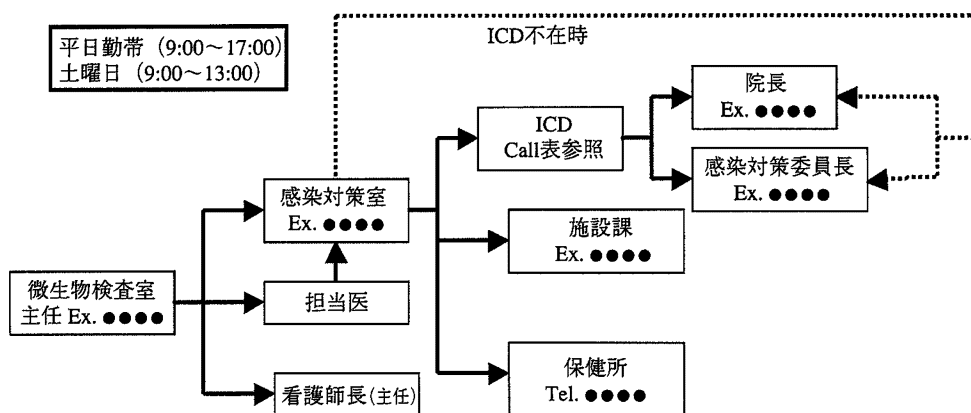 平日勤帯（9:00～17:00）
土曜日（9:00～13:00）
ICD不在時
院長
Ex. ●●●●
ICD
Call表参照
感染対策委員長
Ex. ●●●●
感染対策室
Ex. ●●●●
施設課
Ex. ●●●●
微生物検査室
主任 Ex. ●●●●
担当医
保健所
Tel. ●●●●
看護師長（主任）